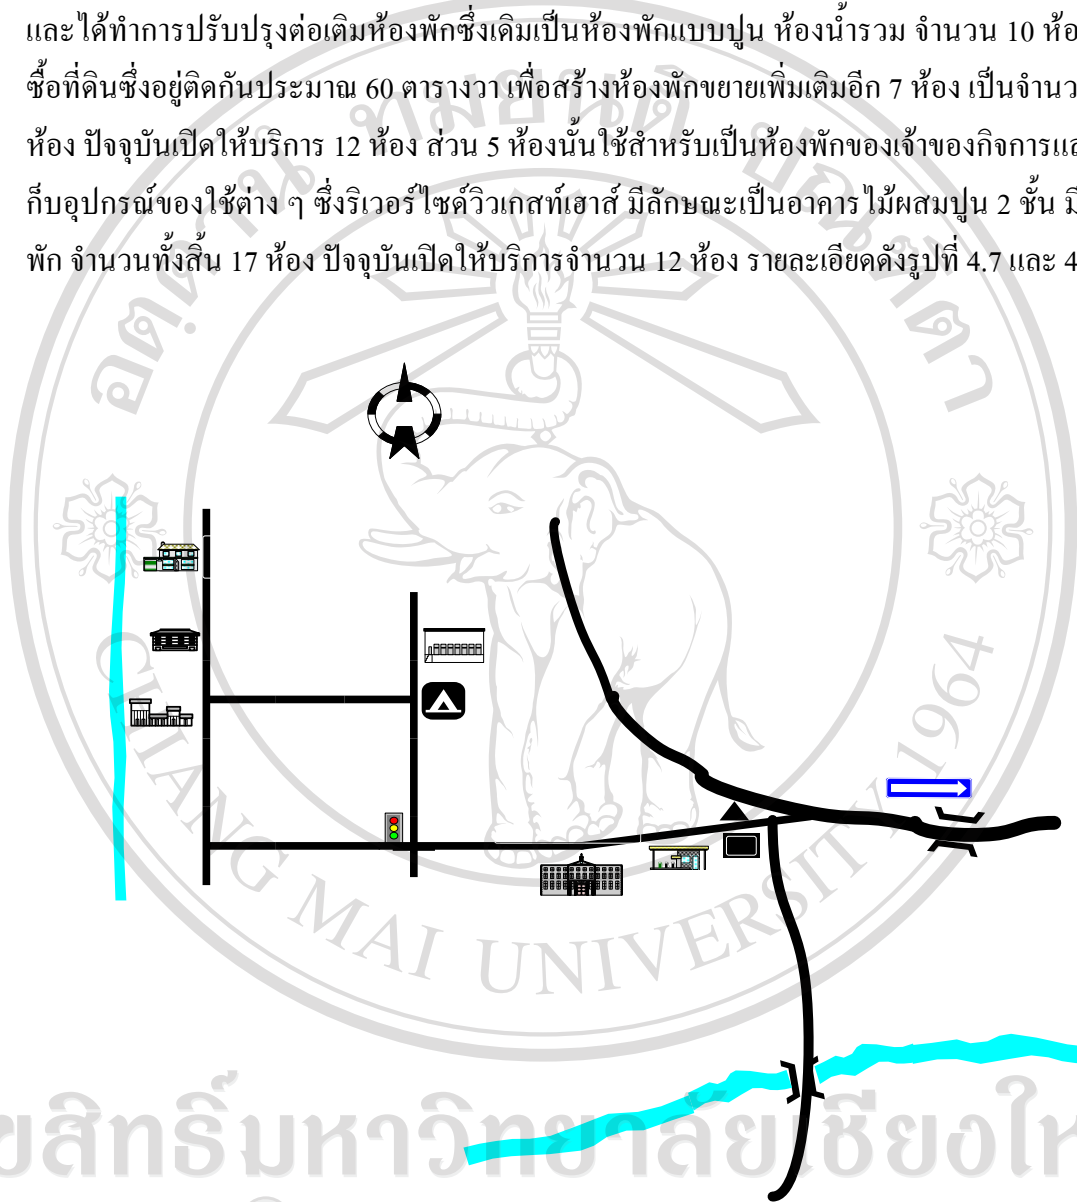 และได้ทำการปรับปรุงต่อเติมห้องพักซึ่งเดิมเป็นห้องพักแบบปูน ห้องน้ำรวม จำนวน 10 ห้อ
ซื้อที่ดินซึ่งอยู่ติดกันประมาณ 60 ตารางวา เพื่อสร้างห้องพักขยายเพิ่มเติมอีก 7 ห้อง เป็นจำนว
ห้อง ปัจจุบันเปิดให้บริการ 12 ห้อง ส่วน 5 ห้องนั้นใช้สำหรับเป็นห้องพักของเจ้าของกิจการแล
ก็บอุปกรณ์ของใช้ต่าง ๆ ซึ่งริเวอร์ไซด์วิวเกสท์เฮาส์ มีลักษณะเป็นอาคารไม้ผสมปูน 2 ชั้น มี
พัก จำนวนทั้งสิ้น 17 ห้อง ปัจจุบันเปิดให้บริการจำนวน 12 ห้อง รายละเอียดดังรูปที่ 4.7 และ 4
อตฺตานํ ทมยนฺติ ปณฺฑิตา
CHIANG MAI UNIVERSITY 1964
ขสิทธิ์มหาวิทยาลัยเชียงให